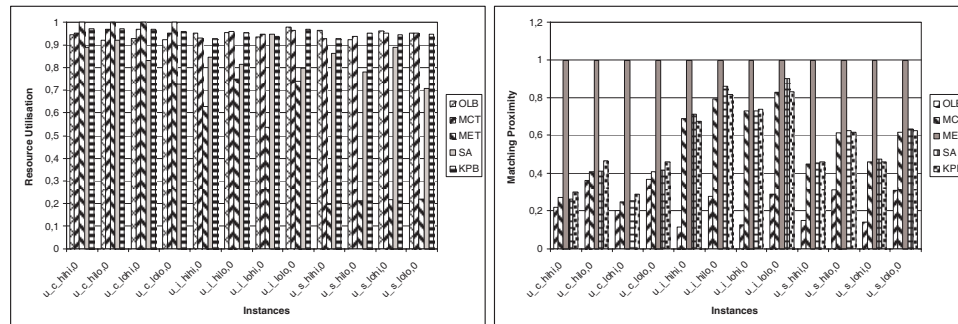 Resource Utilisation
1
0,9
0,8
0,7
0,6
0,5
0,4
0,3
0,2
0,1
0
u_c_hihi,0
u_c_hilo,0
u_c_lohi,0
u_c_lolo,0
u_i_hihi,0
u_i_hilo,0
u_i_lohi,0
u_i_lolo,0
u_s_hihi,0
u_s_hilo,0
u_s_lohi,0
u_s_lolo,0
Instances
OLB
MCT
MET
SA
KPB
Matching Proximity
1,2
1
0,8
0,6
0,4
0,2
0
u_c_hihi,0
u_c_hilo,0
u_c_lohi,0
u_c_lolo,0
u_i_hihi,0
u_i_hilo,0
u_i_lohi,0
u_i_lolo,0
u_s_hihi,0
u_s_hilo,0
u_s_lohi,0
u_s_lolo,0
Instances
OLB
MC
ME
SA
KPB